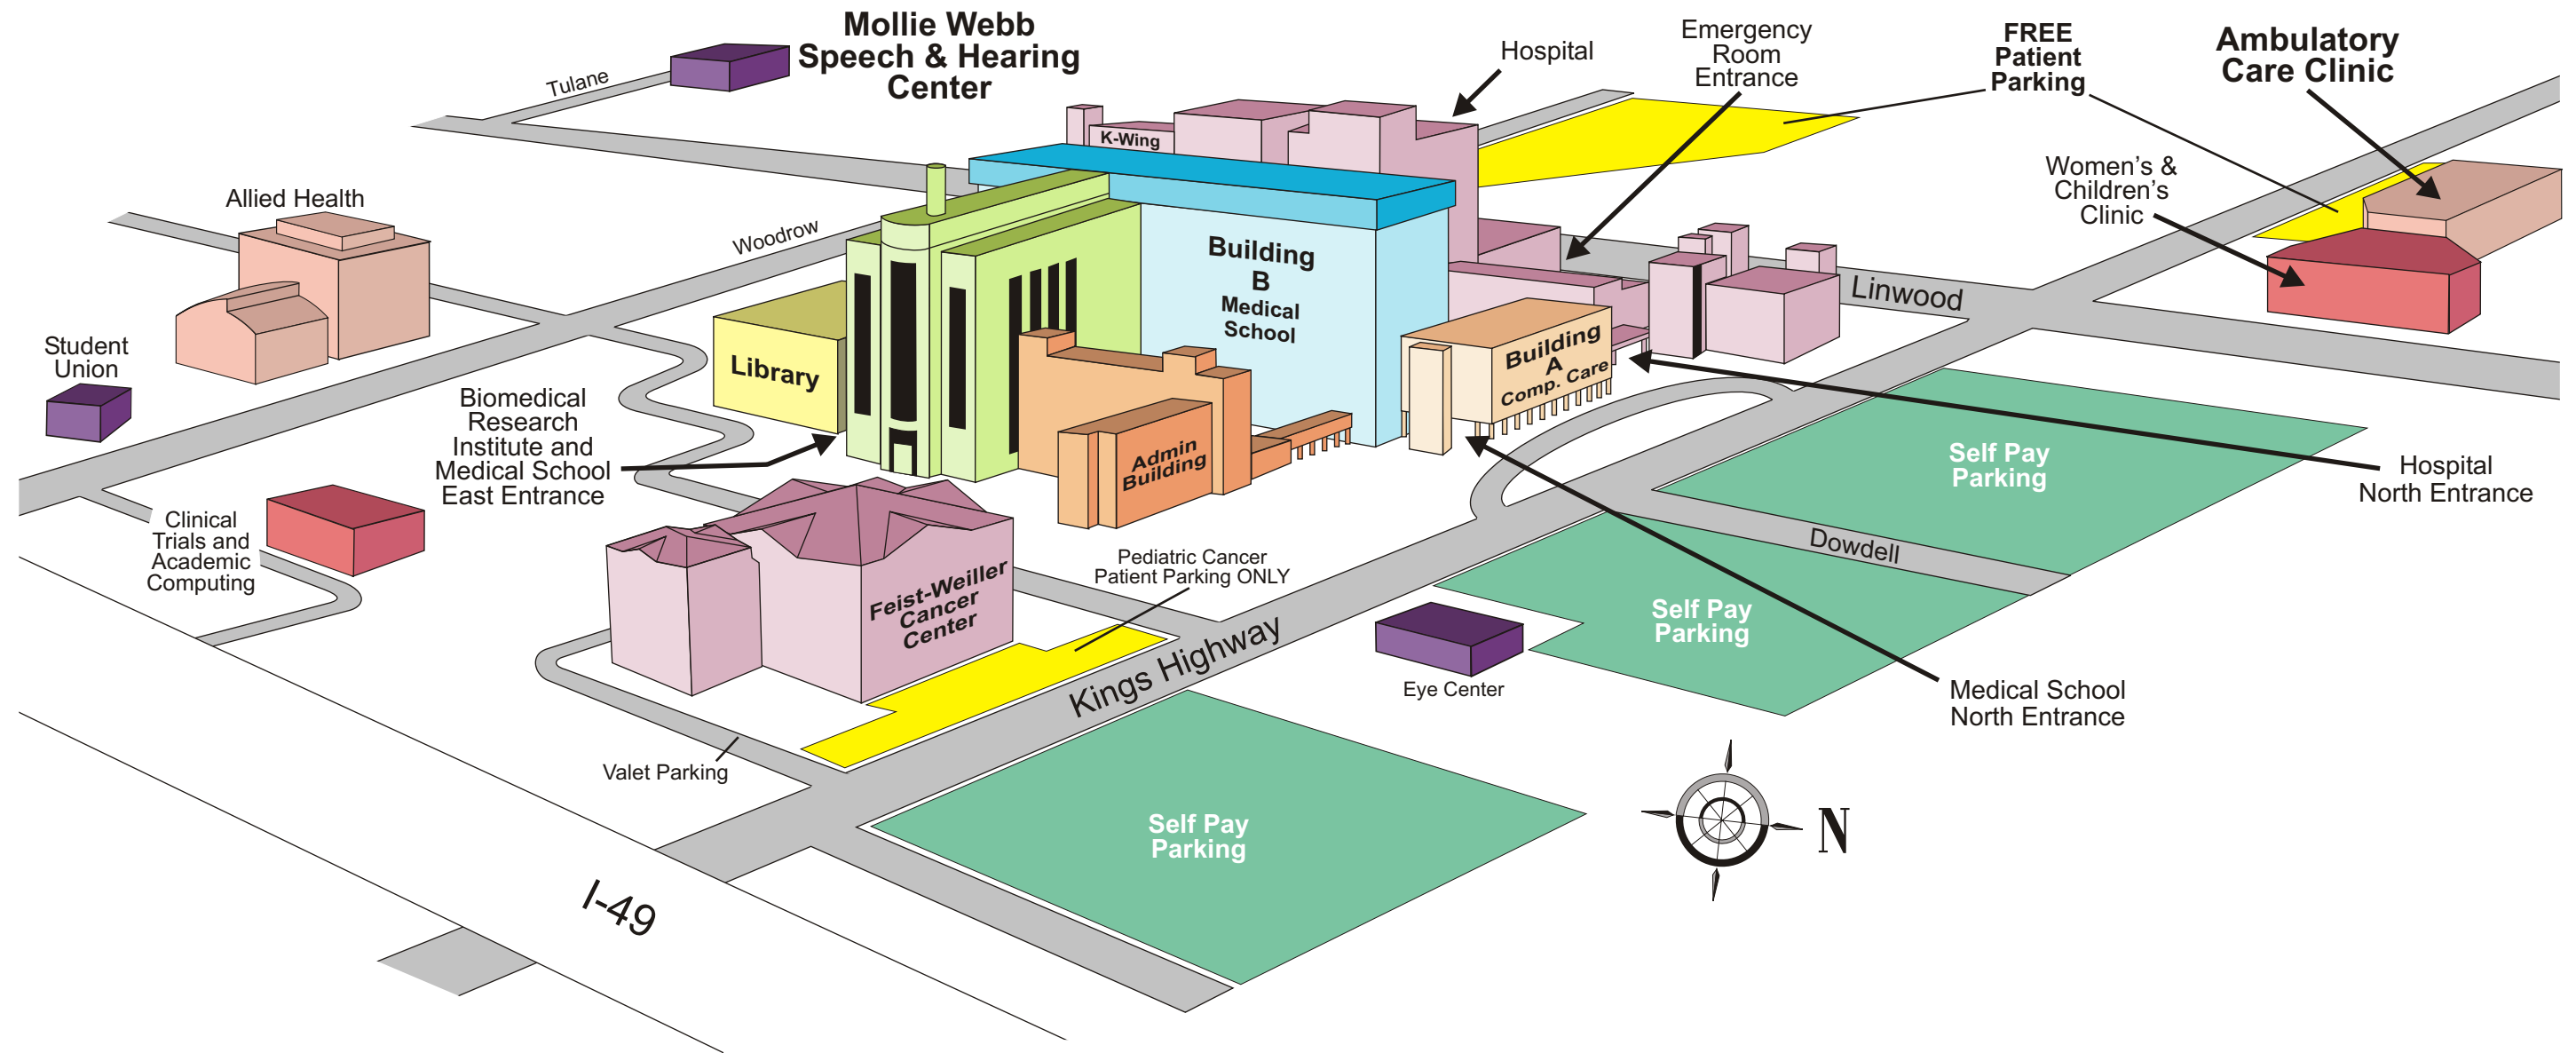 Mollie Webb
Speech & Hearing
Center
Tulane
Hospital
Emergency
Room
Entrance
FREE
Patient
Parking
Ambulatory
Care Clinic
K-Wing
Women's &
Children's
Clinic
Allied Health
Woodrow
Building
B
Medical
School
Linwood
Student
Union
Library
Building
A
Comp. Care
Biomedical
Research
Institute and
Medical School
East Entrance
Admin
Building
Self Pay
Parking
Hospital
North Entrance
Clinical
Trials and
Academic
Computing
Dowdell
Pediatric Cancer
Patient Parking ONLY
Feist-Weiller
Cancer
Center
Self Pay
Parking
Kings Highway
Eye Center
Medical School
North Entrance
Valet Parking
Self Pay
Parking
N
I-49